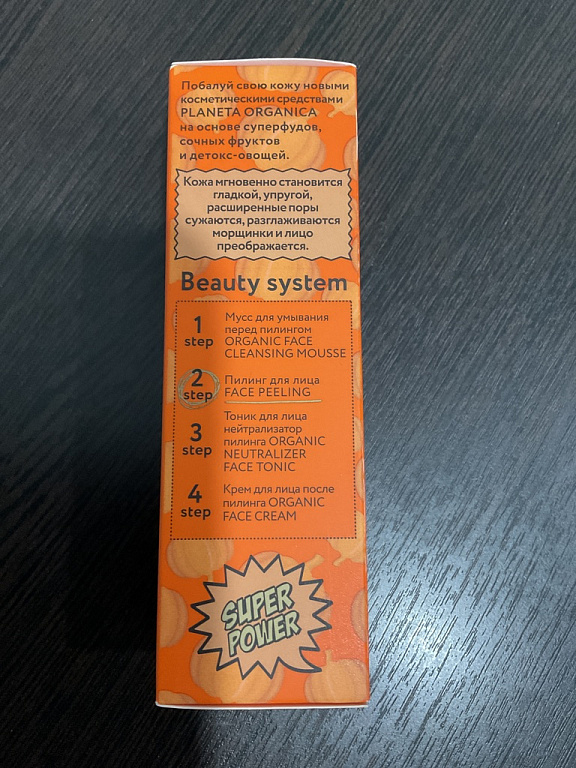 Побалуй свою кожу новыми
косметическими средствами
PLANETA ORGANICA
на основе суперфудов,
сочных фруктов
и детокс-овощей.
Кожа мгновенно становится
гладкой, упругой,
расширенные поры
сужаются, разглаживаются
морщинки и лицо
преображается.
Beauty system
1
step
Мусс для умывания
перед пилингом
ORGANIC FACE
CLEANSING MOUSSE
2
step
Пилинг для лица
FACE PEELING
3
step
Тоник для лица
нейтрализатор
пилинга ORGANIC
NEUTRALIZER
FACE TONIC
4
step
Крем для лица после
пилинга ORGANIC
FACE CREAM
SUPER
POWER